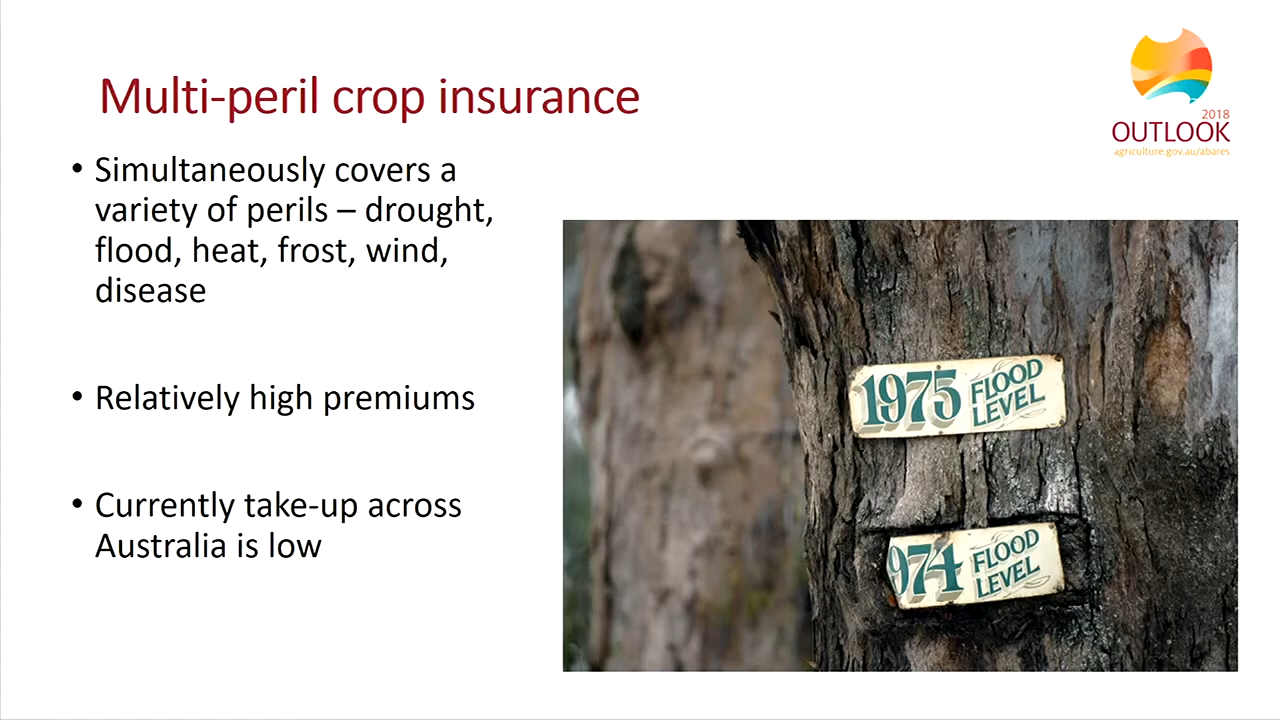 Multi-peril crop insurance
2018
OUTLOOK
agriculture.gov.au/abares
• Simultaneously covers a
variety of perils – drought,
flood, heat, frost, wind,
disease
• Relatively high premiums
• Currently take-up across
Australia is low
1975 FLOOD
LEVEL
974 FLOOD
LEVEL